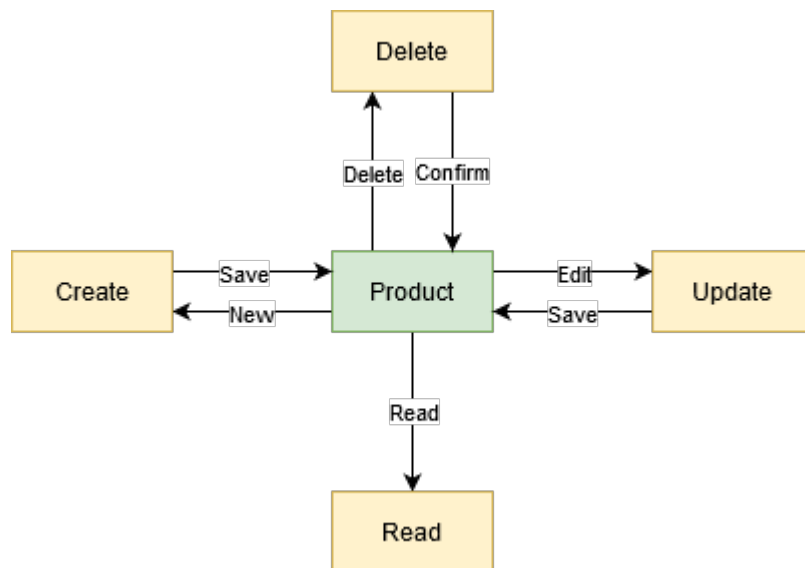 Delete
Delete
Confirm
Create
Save
New
Product
Edit
Save
Update
Read
Read